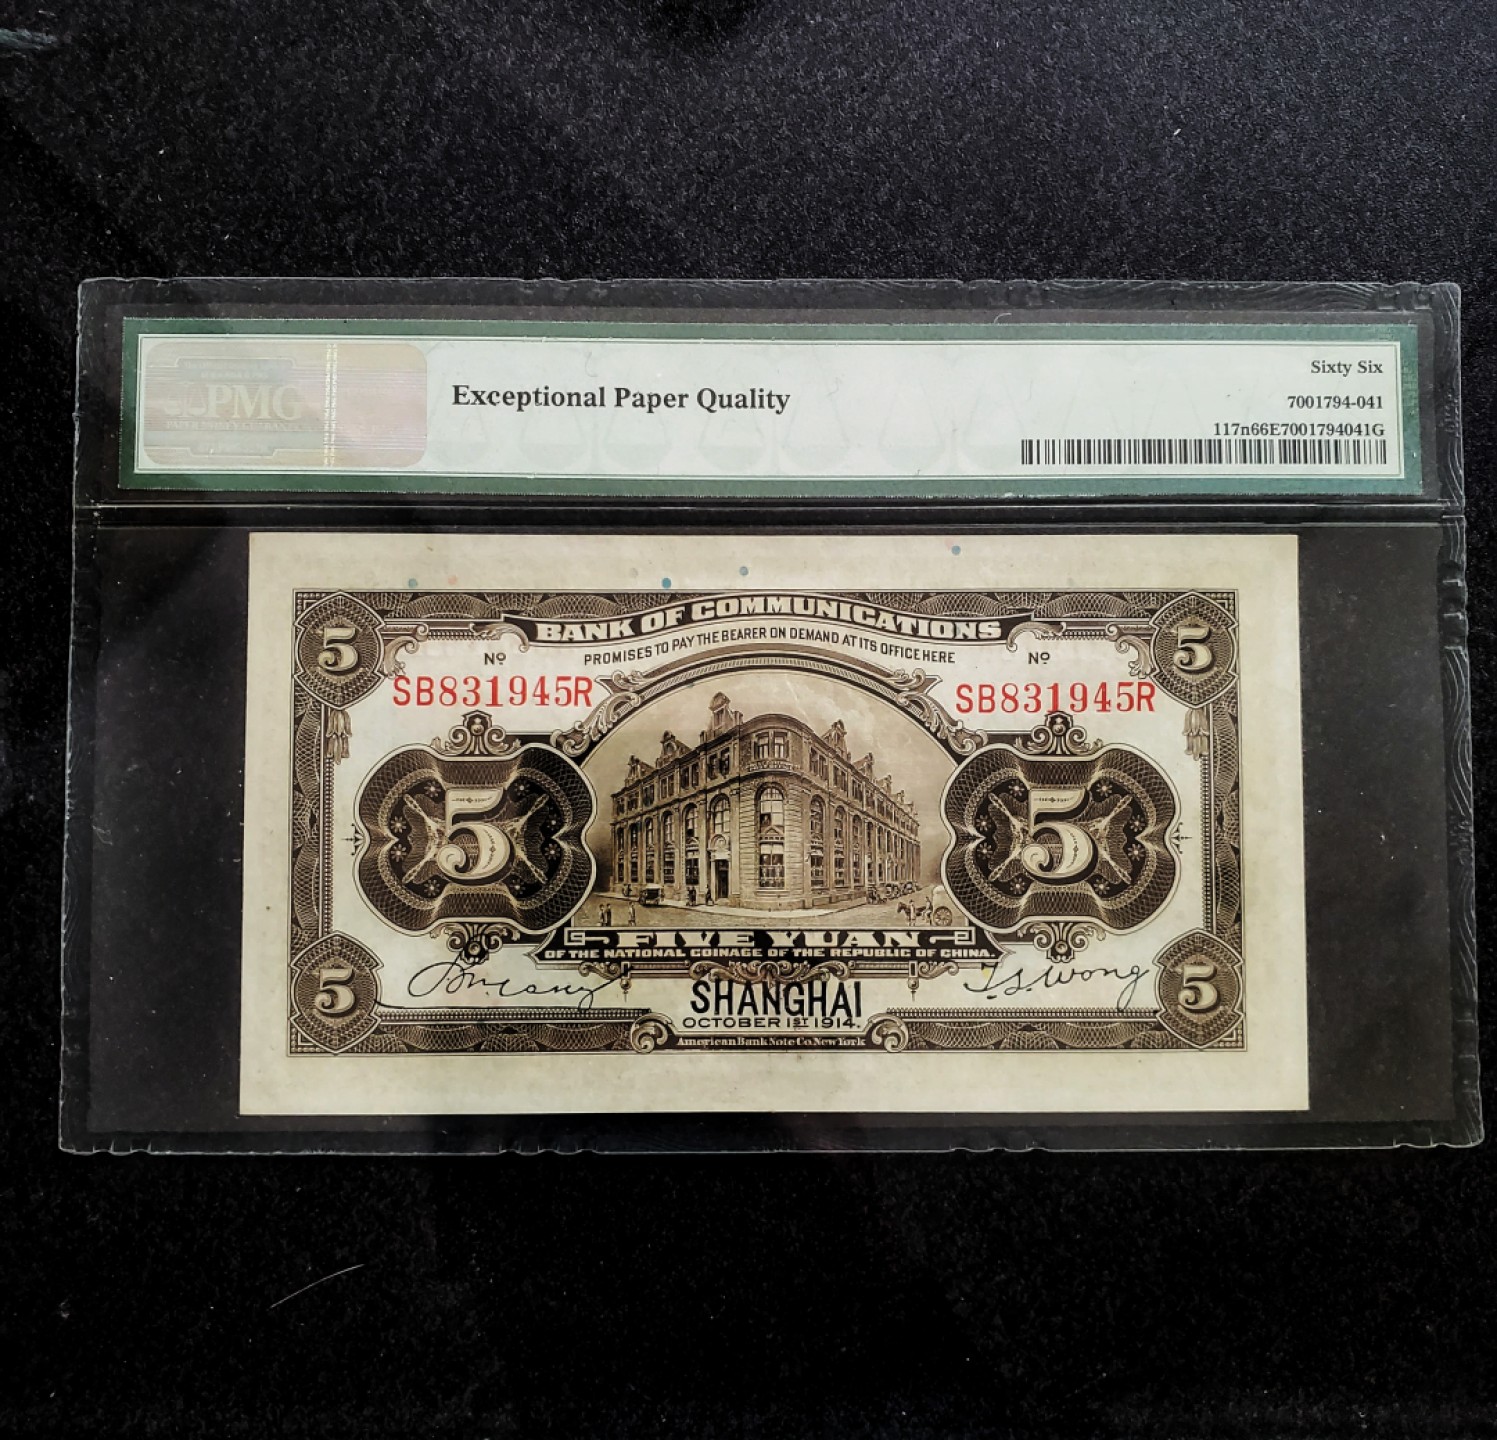 PMG
Exceptional Paper Quality
Sixty Six
7001794-041
117n66E7001794041G
5 BANK OF COMMUNICATIONS 5
PROMISES TO PAY THE BEARER ON DEMAND AT ITS OFFICE HERE
Nº Nº
SB831945R SB831945R
5 5
FIVE YUAN
OF THE NATIONAL COINAGE OF THE REPUBLIC OF CHINA.
5 T.S. Wong 5
SHANGHAI
OCTOBER 1ST 1914.
American Bank Note Co. New York